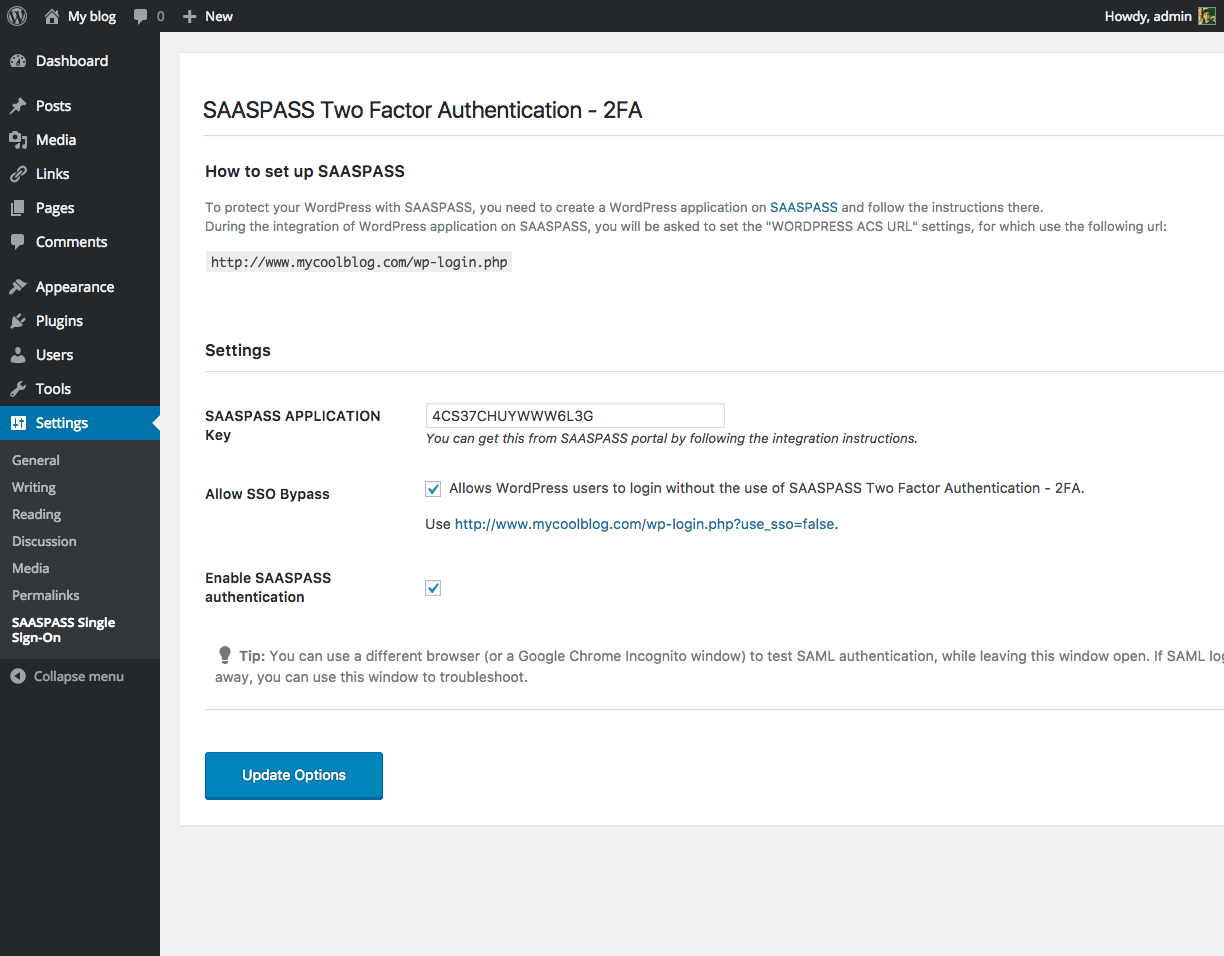 My blog 0 New Howdy, admin
Dashboard
Posts
Media
Links
Pages
Comments
Appearance
Plugins
Users
Tools
Settings
General
Writing
Reading
Discussion
Media
Permalinks
SAASPASS Single
Sign-On
Collapse menu
SAASPASS Two Factor Authentication - 2FA
How to set up SAASPASS
To protect your WordPress with SAASPASS, you need to create a WordPress application on SAASPASS and follow the instructions there.
During the integration of WordPress application on SAASPASS, you will be asked to set the "WORDPRESS ACS URL" settings, for which use the following url:
http://www.mycoolblog.com/wp-login.php
Settings
SAASPASS APPLICATION
Key
4CS37CHUYWWW6L3G
You can get this from SAASPASS portal by following the integration instructions.
Allow SSO Bypass
Allows WordPress users to login without the use of SAASPASS Two Factor Authentication - 2FA.
Use http://www.mycoolblog.com/wp-login.php?use_sso=false.
Enable SAASPASS
authentication
Tip: You can use a different browser (or a Google Chrome Incognito window) to test SAML authentication, while leaving this window open. If SAML
away, you can use this window to troubleshoot.
Update Options